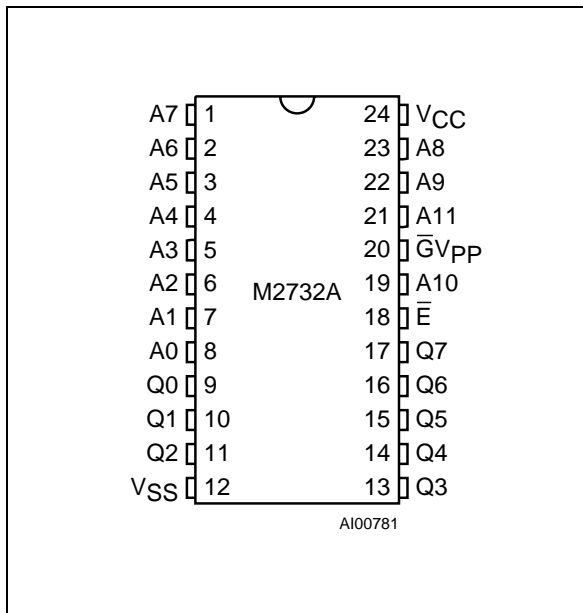 A7 1 24 VCC
A6 2 23 A8
A5 3 22 A9
A4 4 21 A11
A3 5 20 G̅VPP
A2 6 19 A10
M2732A
A1 7 18 E̅
A0 8 17 Q7
Q0 9 16 Q6
Q1 10 15 Q5
Q2 11 14 Q4
VSS 12 13 Q3
AI00781